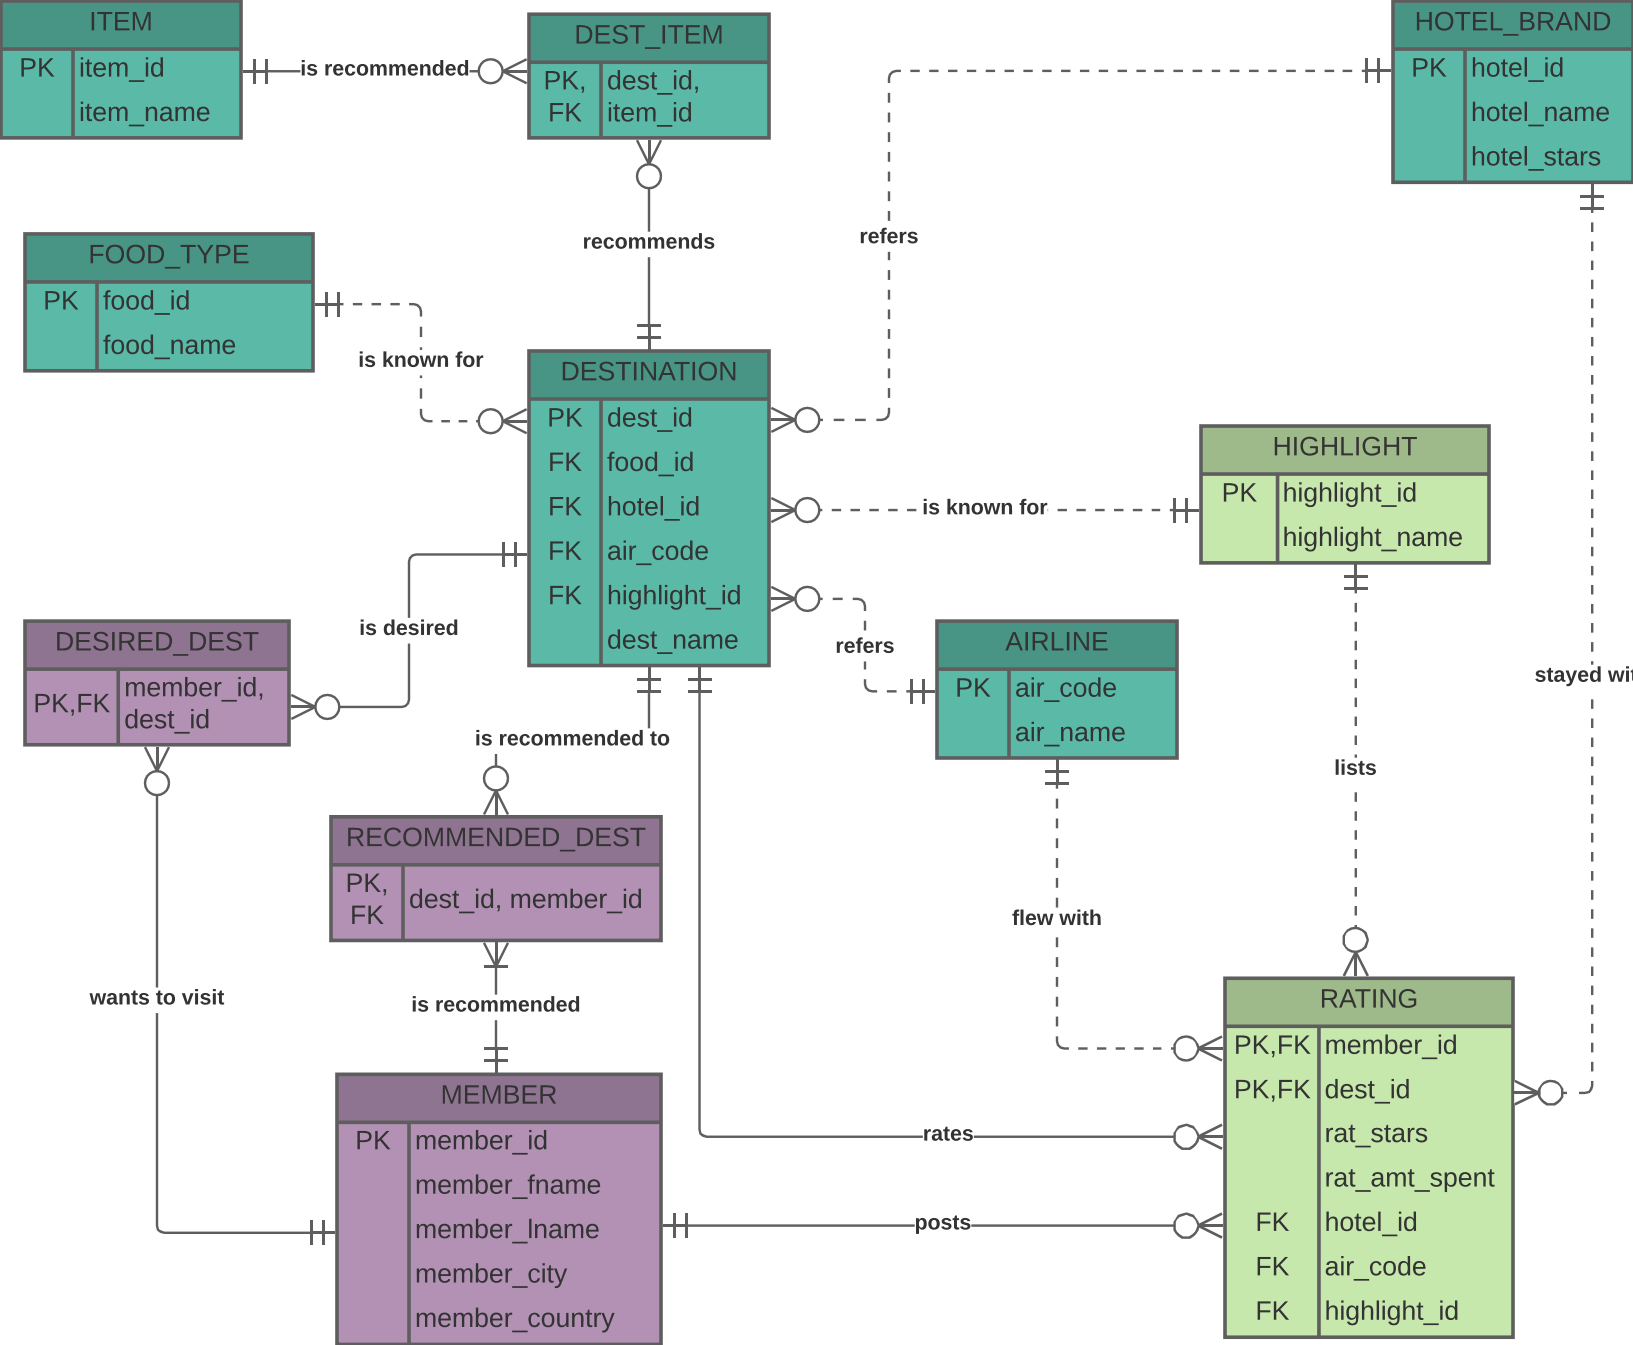 ITEM
PK item_id
item_name
is recommended
DEST_ITEM
PK, dest_id,
FK item_id
HOTEL_BRAND
PK hotel_id
hotel_name
hotel_stars
recommends
refers
FOOD_TYPE
PK food_id
food_name
is known for
DESTINATION
PK dest_id
FK food_id
FK hotel_id
FK air_code
FK highlight_id
dest_name
is known for
HIGHLIGHT
PK highlight_id
highlight_name
is desired
refers
DESIRED_DEST
PK,FK member_id,
dest_id
AIRLINE
PK air_code
air_name
stayed wit
is recommended to
lists
RECOMMENDED_DEST
PK,
FK dest_id, member_id
flew with
wants to visit
is recommended
MEMBER
PK member_id
member_fname
member_lname
member_city
member_country
rates
posts
RATING
PK,FK member_id
PK,FK dest_id
rat_stars
rat_amt_spent
FK hotel_id
FK air_code
FK highlight_id